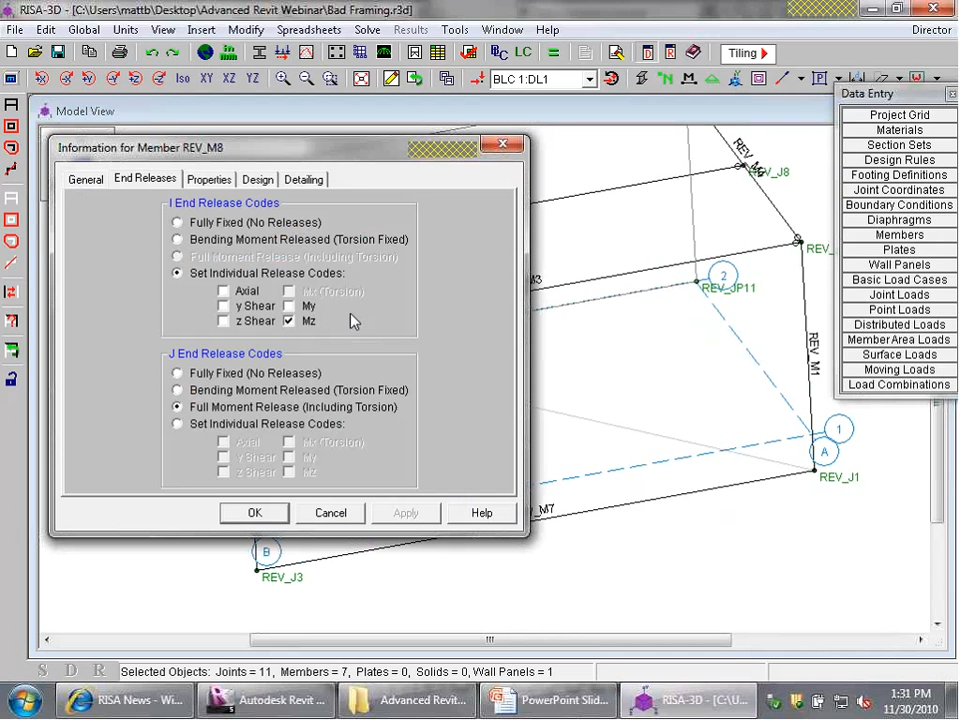 RISA-3D - [C:\Users\mattb\Desktop\Advanced Revit Webinar\Bad Framing.r3d]
File Edit Global Units View Insert Modify Spreadsheets Solve Results Tools Window Help Director
Iso XY XZ YZ BLC 1:DL1 LC Tiling
Model View
Data Entry
Project Grid
Materials
Section Sets
Design Rules
Footing Definitions
Joint Coordinates
Boundary Conditions
Diaphragms
Members
Plates
Wall Panels
Basic Load Cases
Joint Loads
Point Loads
Distributed Loads
Member Area Loads
Surface Loads
Moving Loads
Load Combinations
Information for Member REV_M8
General End Releases Properties Design Detailing
I End Release Codes
Fully Fixed (No Releases)
Bending Moment Released (Torsion Fixed)
Full Moment Release (Including Torsion)
Set Individual Release Codes:
Axial Mx (Torsion)
y Shear My
z Shear Mz
J End Release Codes
Fully Fixed (No Releases)
Bending Moment Released (Torsion Fixed)
Full Moment Release (Including Torsion)
Set Individual Release Codes:
Axial Mx (Torsion)
y Shear My
z Shear Mz
OK Cancel Apply Help
REV_J8
REV_
M3
2
REV_JP11
REV_M1
1
A
REV_J1
_M7
B
REV_J3
S D R Selected Objects: Joints = 11, Members = 7, Plates = 0, Solids = 0, Wall Panels = 1
RISA News - Wi... Autodesk Revit ... Advanced Revit... PowerPoint Slid... RISA-3D - [C:\U... 1:31 PM
11/30/2010